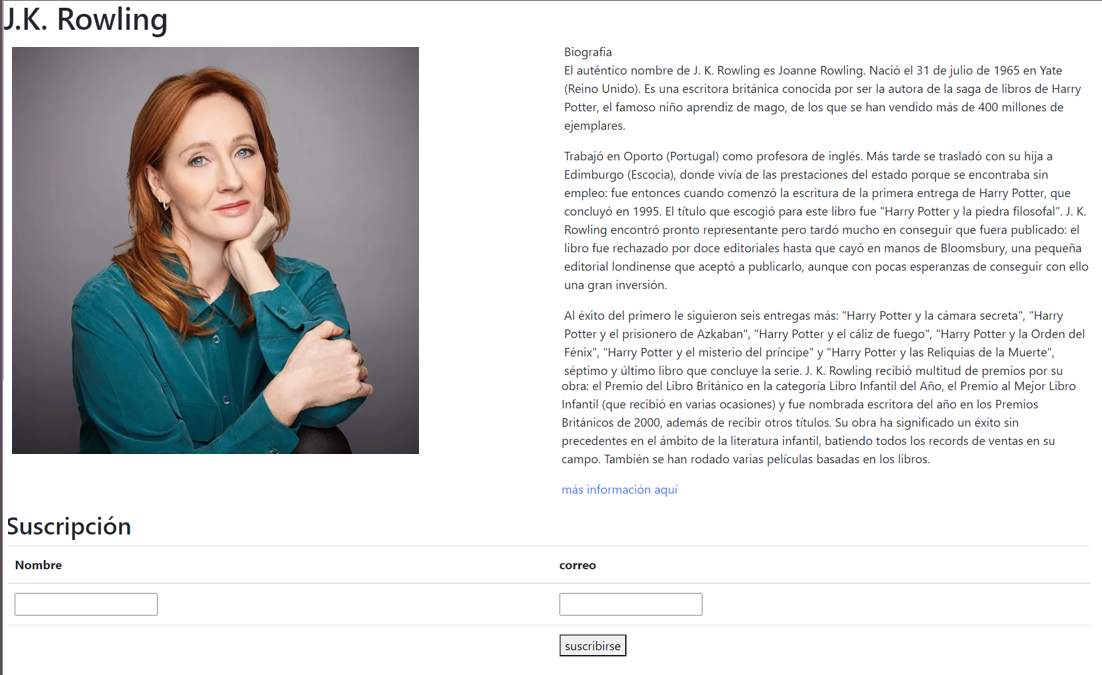 J.K. Rowling
Biografia
El auténtico nombre de J. K. Rowling es Joanne Rowling. Nació el 31 de julio de 1965 en Yate
(Reino Unido). Es una escritora británica conocida por ser la autora de la saga de libros de Harry
Potter, el famoso niño aprendiz de mago, de los que se han vendido más de 400 millones de
ejemplares.
Trabajó en Oporto (Portugal) como profesora de inglés. Más tarde se trasladó con su hija a
Edimburgo (Escocia), donde vivía de las prestaciones del estado porque se encontraba sin
empleo: fue entonces cuando comenzó la escritura de la primera entrega de Harry Potter, que
concluyó en 1995. El título que escogió para este libro fue "Harry Potter y la piedra filosofal". J. K.
Rowling encontró pronto representante pero tardó mucho en conseguir que fuera publicado: el
libro fue rechazado por doce editoriales hasta que cayó en manos de Bloomsbury, una pequeña
editorial londinense que aceptó a publicarlo, aunque con pocas esperanzas de conseguir con ello
una gran inversión.
Al éxito del primero le siguieron seis entregas más: "Harry Potter y la cámara secreta", "Harry
Potter y el prisionero de Azkaban", "Harry Potter y el cáliz de fuego", "Harry Potter y la Orden del
Fénix", "Harry Potter y el misterio del príncipe" y "Harry Potter y las Reliquias de la Muerte",
séptimo y último libro que concluye la serie. J. K. Rowling recibió multitud de premios por su
obra: el Premio del Libro Británico en la categoría Libro Infantil del Año, el Premio al Mejor Libro
Infantil (que recibió en varias ocasiones) y fue nombrada escritora del año en los Premios
Británicos de 2000, además de recibir otros títulos. Su obra ha significado un éxito sin
precedentes en el ámbito de la literatura infantil, batiendo todos los records de ventas en su
campo. También se han rodado varias películas basadas en los libros.
más información aquí
Suscripción
Nombre correo
suscribirse